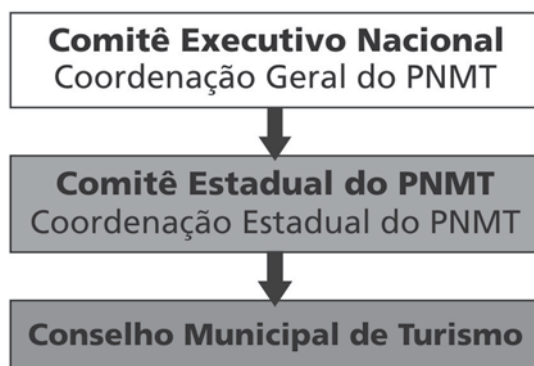 Comitê Executivo Nacional
Coordenação Geral do PNMT
Comitê Estadual do PNMT
Coordenação Estadual do PNMT
Conselho Municipal de Turismo